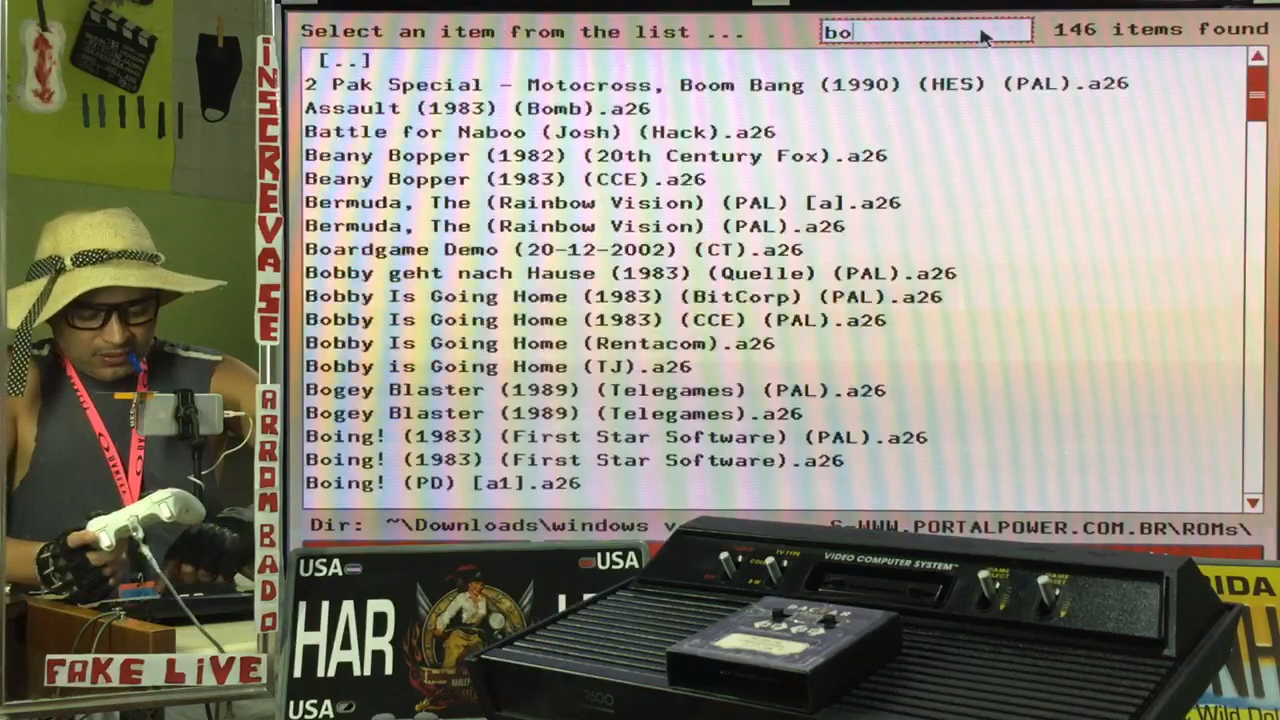 Select an item from the list ...
bo
146 items found
[..]
2 Pak Special - Motocross, Boom Bang (1990) (HES) (PAL).a26
Assault (1983) (Bomb).a26
Battle for Naboo (Josh) (Hack).a26
Beany Bopper (1982) (20th Century Fox).a26
Beany Bopper (1983) (CCE).a26
Bermuda, The (Rainbow Vision) (PAL) [a].a26
Bermuda, The (Rainbow Vision) (PAL).a26
Boardgame Demo (20-12-2002) (CT).a26
Bobby geht nach Hause (1983) (Quelle) (PAL).a26
Bobby Is Going Home (1983) (BitCorp) (PAL).a26
Bobby Is Going Home (1983) (CCE) (PAL).a26
Bobby Is Going Home (Rentacom).a26
Bobby is Going Home (TJ).a26
Bogey Blaster (1989) (Telegames) (PAL).a26
Bogey Blaster (1989) (Telegames).a26
Boing! (1983) (First Star Software) (PAL).a26
Boing! (1983) (First Star Software).a26
Boing! (PD) [a1].a26
Dir: ~\Downloads\windows v
S-WWW.PORTALPOWER.COM.BR\ROMs\
INSCREVA SE
ARROMBADO
FAKE LIVE
USA
USA
HAR
USA
VIDEO COMPUTER SYSTEM
TV TYPE
GAME SELECT
GAME RESET
2600